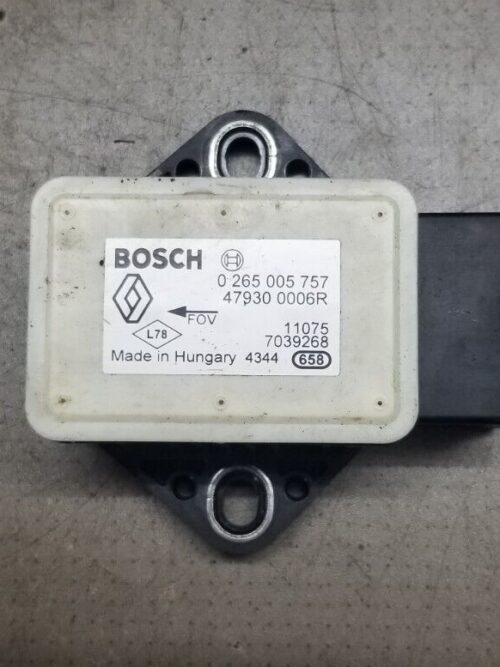 BOSCH
0 265 005 757
47930 0006R
FOV
L78
11075
7039268
Made in Hungary 4344 658